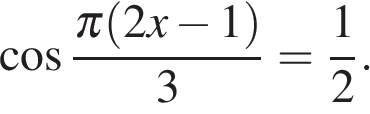 cos π(2x − 1)/3 = 1/2.